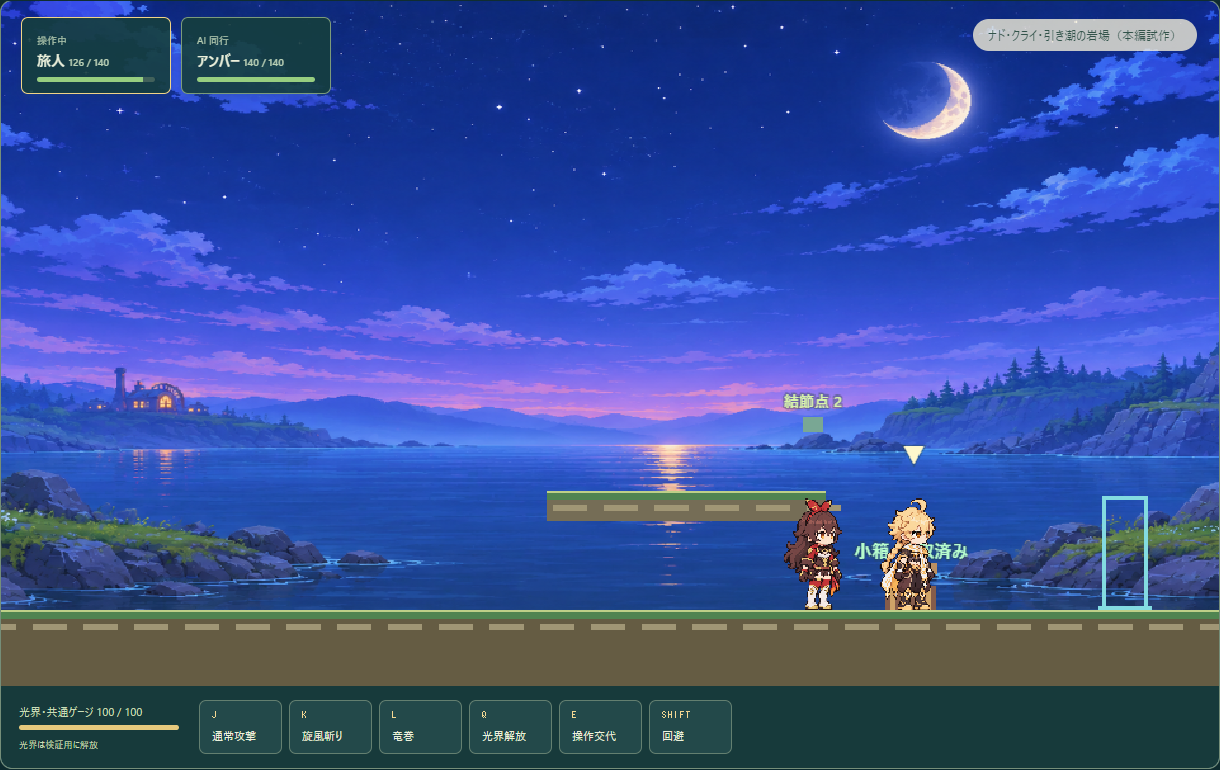 操作中
旅人 126 / 140
AI 同行
アンバー 140 / 140
ナド・クライ・引き潮の岩場（本編試作）
結節点 2
小箱 済み
光界・共通ゲージ 100 / 100
光界は検証用に解放
J
通常攻撃
K
旋風斬り
L
竜巻
Q
光界解放
E
操作交代
SHIFT
回避